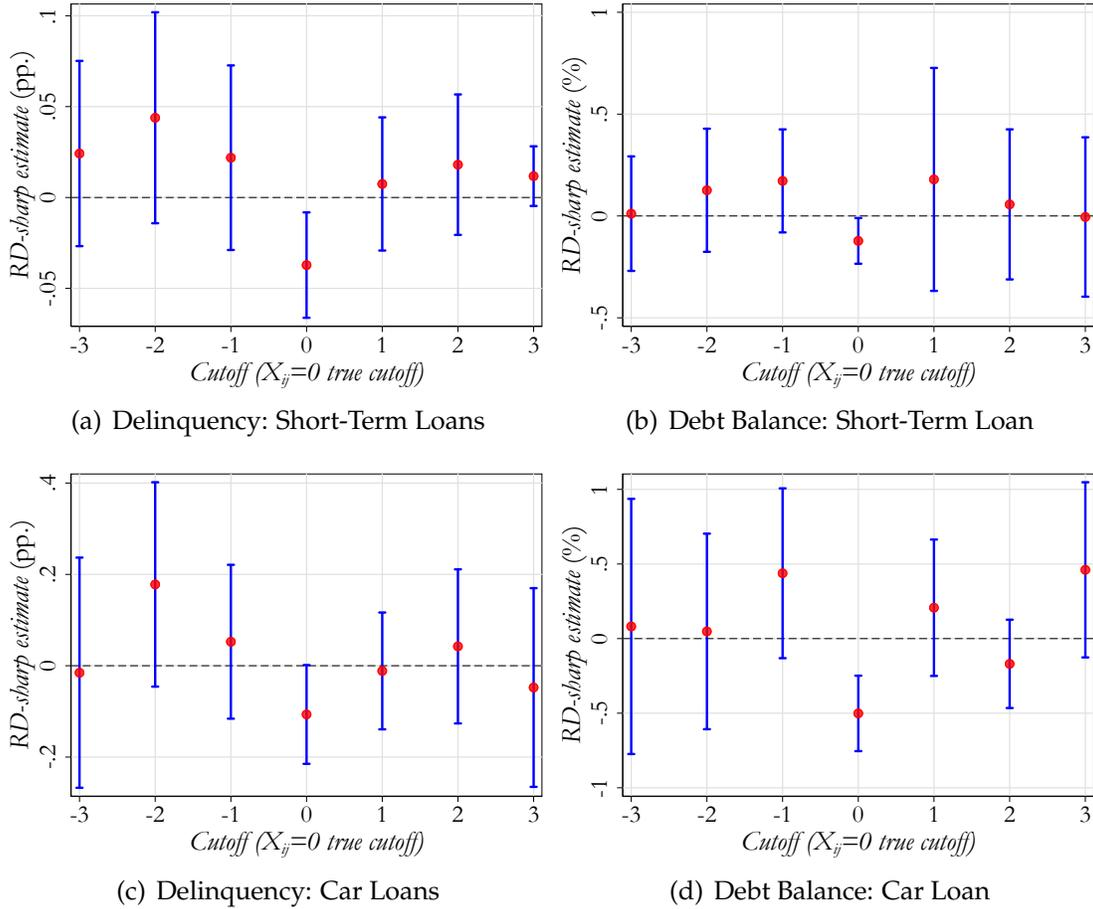 RD-sharp estimate (pp.)
.1
.05
0
-.05
-3 -2 -1 0 1 2 3
Cutoff (Xij=0 true cutoff)
(a) Delinquency: Short-Term Loans
RD-sharp estimate (%)
1
.5
0
-.5
-3 -2 -1 0 1 2 3
Cutoff (Xij=0 true cutoff)
(b) Debt Balance: Short-Term Loan
RD-sharp estimate (pp.)
.4
.2
0
-.2
-3 -2 -1 0 1 2 3
Cutoff (Xij=0 true cutoff)
(c) Delinquency: Car Loans
RD-sharp estimate (%)
1
.5
0
-.5
-1
-3 -2 -1 0 1 2 3
Cutoff (Xij=0 true cutoff)
(d) Debt Balance: Car Loan